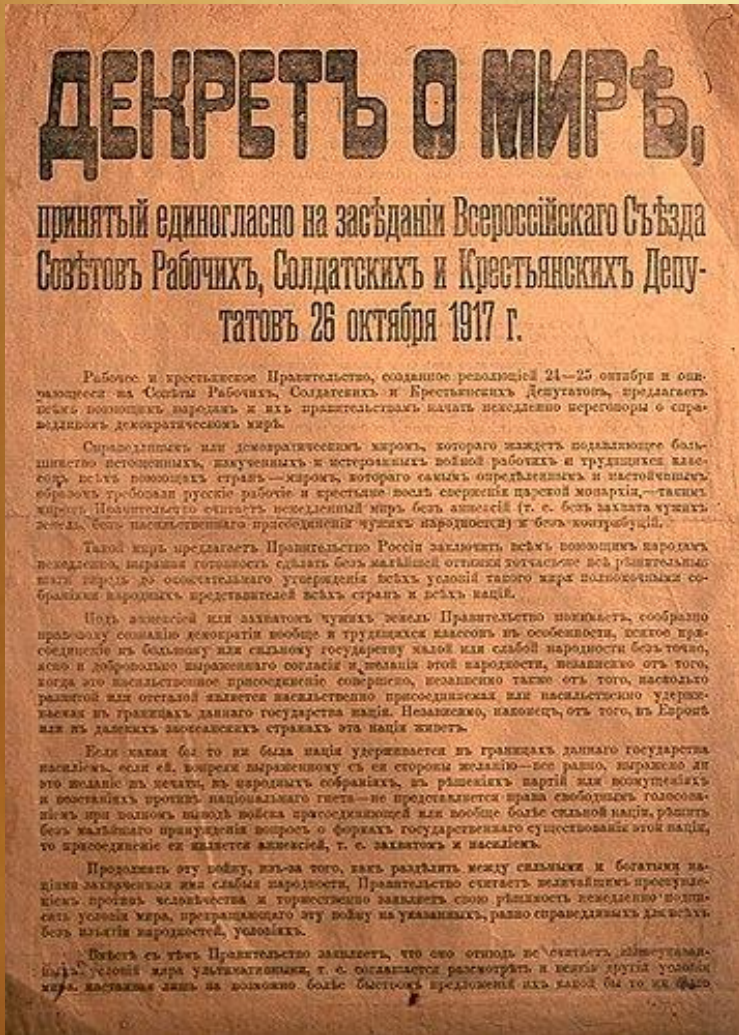 ДЕКРЕТЪ О МИРѢ,
принятый единогласно на засѣданіи Всероссійскаго Съѣзда
Совѣтовъ Рабочихъ, Солдатскихъ и Крестьянскихъ Депу-
татовъ 26 октября 1917 г.
Рабочее и крестьянское Правительство, созданное революціей 24—25 октября и опи-
рающееся на Совѣты Рабочихъ, Солдатскихъ и Крестьянскихъ Депутатовъ, предлагаетъ
всѣмъ воюющимъ народамъ и ихъ правительствамъ начать немедленно переговоры о спра-
ведливомъ демократическомъ мирѣ.
Справедливымъ или демократическимъ миромъ, котораго жаждетъ подавляющее боль-
шинство истощенныхъ, измученныхъ и истерзанныхъ войной рабочихъ и трудящихся клас-
совъ всѣхъ воюющихъ странъ—миромъ, котораго самымъ опредѣленнымъ и настойчивымъ
образомъ требовали русскіе рабочіе и крестьяне послѣ сверженія царской монархіи,—такимъ
миромъ Правительство считаетъ немедленный миръ безъ аннексій (т. е. безъ захвата чужихъ
земель, безъ насильственнаго присоединенія чужихъ народностей) и безъ контрибуцій.
Такой миръ предлагаетъ Правительство Россіи заключить всѣмъ воюющимъ народамъ
немедленно, выражая готовность сдѣлать безъ малѣйшей оттяжки тотчасъ же всѣ рѣшительные
шаги впредь до окончательнаго утвержденія всѣхъ условій такого мира полномочными со-
браніями народныхъ представителей всѣхъ странъ и всѣхъ націй.
Подъ аннексіей или захватомъ чужихъ земель Правительство понимаетъ, сообразно
правовому сознанію демократіи вообще и трудящихся классовъ въ особенности, всякое при-
соединеніе къ большому или сильному государству малой или слабой народности безъ точно,
ясно и добровольно выраженнаго согласія и желанія этой народности, независимо отъ того,
когда это насильственное присоединеніе совершено, независимо также отъ того, насколько
развитой или отсталой является насильственно присоединяемая или насильственно удержи-
ваемая въ границахъ даннаго государства нація. Независимо, наконецъ, отъ того, въ Европѣ
или въ далекихъ заокеанскихъ странахъ эта нація живетъ.
Если какая бы то ни была нація удерживается въ границахъ даннаго государства
насиліемъ, если ей, вопреки выраженному съ ея стороны желанію—все равно, выражено ли
это желаніе въ печати, въ народныхъ собраніяхъ, въ рѣшеніяхъ партій или возмущеніяхъ
и возстаніяхъ противъ національнаго гнета—не предоставляется права свободнымъ голосова-
ніемъ при полномъ выводѣ войска присоединяющей или вообще болѣе сильной націи, рѣшить
безъ малѣйшаго принужденія вопросъ о формахъ государственнаго существованія этой націи,
то присоединеніе ея является аннексіей, т. е. захватомъ и насиліемъ.
Продолжать эту войну, изъ-за того, какъ раздѣлить между сильными и богатыми на-
ціями захваченныя ими слабыя народности, Правительство считаетъ величайшимъ преступле-
ніемъ противъ человѣчества и торжественно заявляетъ свою рѣшимость немедленно подпи-
сать условія мира, прекращающаго эту войну на указанныхъ, равно справедливыхъ для всѣхъ
безъ изъятія народностей, условіяхъ.
Вмѣстѣ съ тѣмъ Правительство заявляетъ, что оно отнюдь не считаетъ вышеуказан-
ныхъ условій мира ультимативными, т. е. соглашается разсмотрѣть и всякія другія условія
мира, настаивая лишь на возможно болѣе быстромъ предложеніи ихъ какой бы то ни было